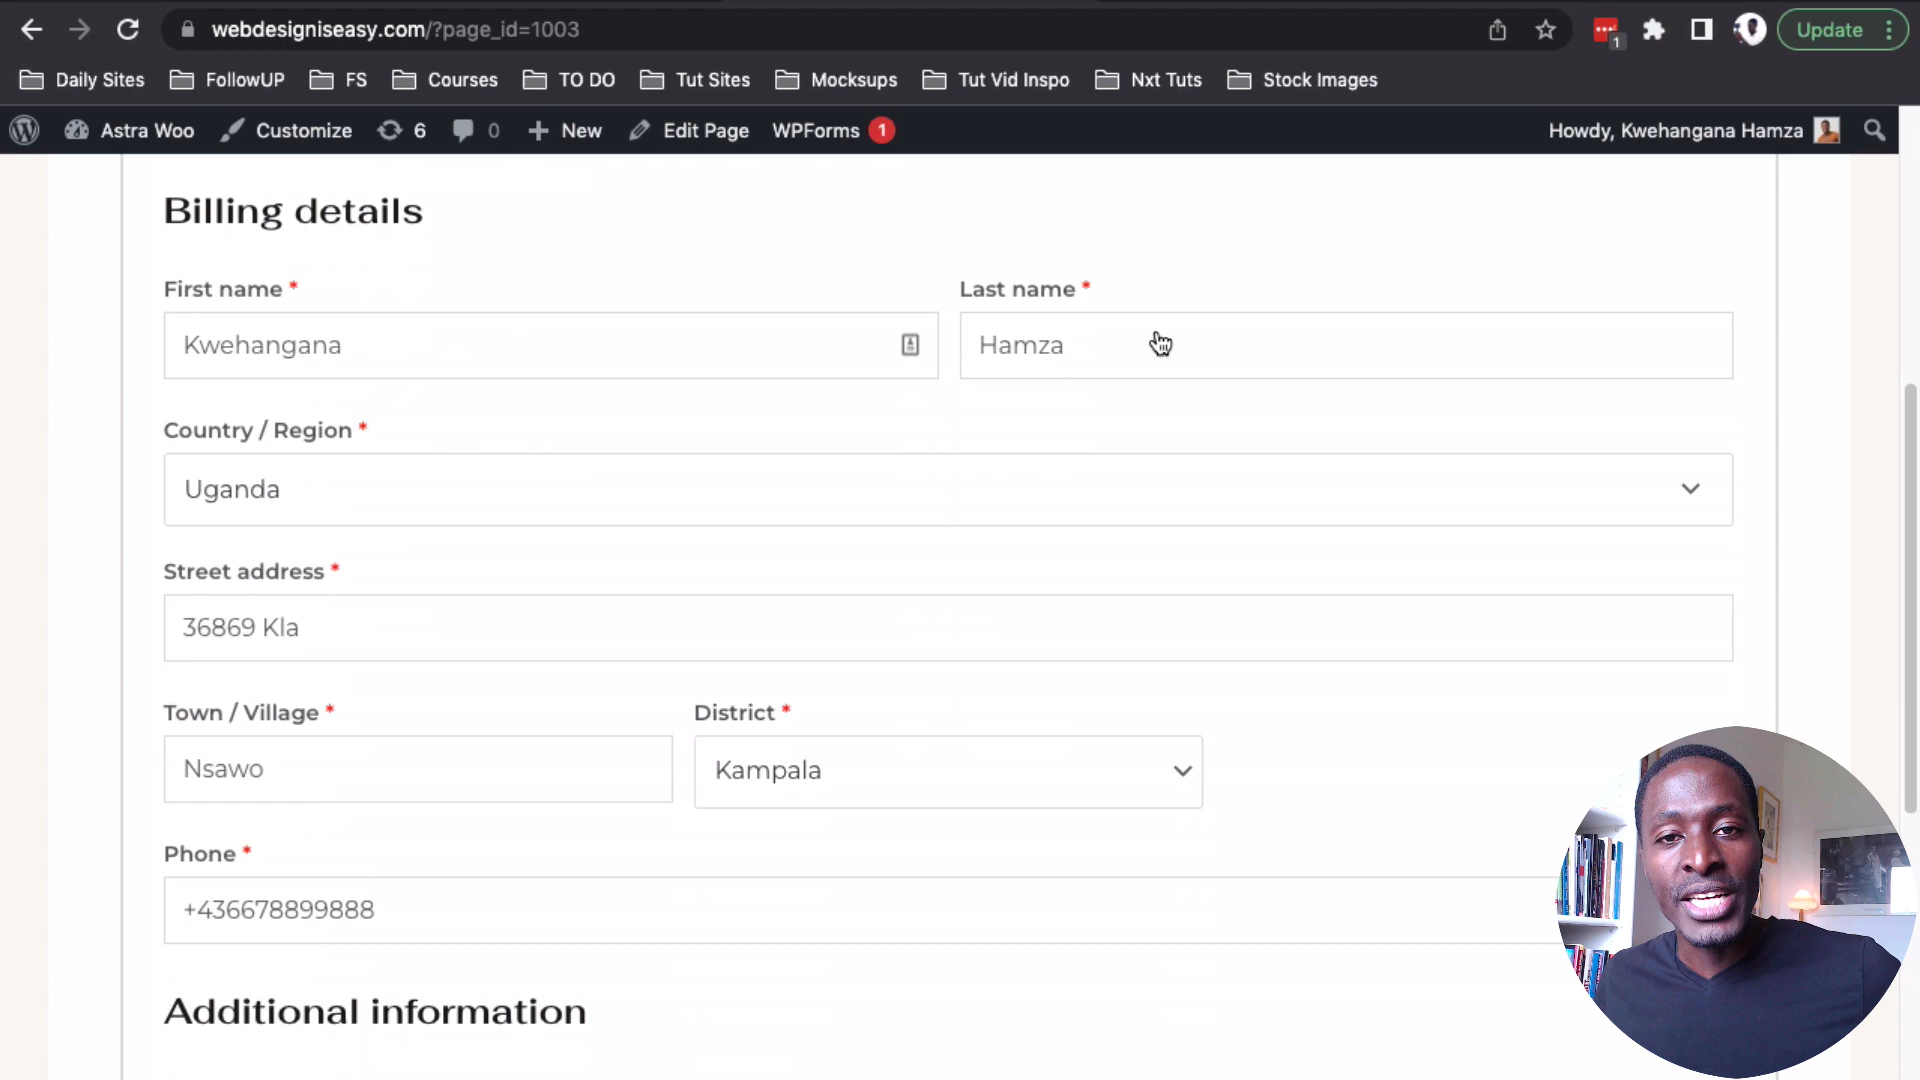 webdesigniseasy.com/?page_id=1003
1
Update
Daily Sites FollowUP FS Courses TO DO Tut Sites Mocksups Tut Vid Inspo Nxt Tuts Stock Images
Astra Woo Customize 6 0 New Edit Page WPForms 1 Howdy, Kwehangana Hamza
Billing details
First name * Last name *
Kwehangana Hamza
Country / Region *
Uganda
Street address *
36869 Kla
Town / Village * District *
Nsawo Kampala
Phone *
+436678899888
Additional information